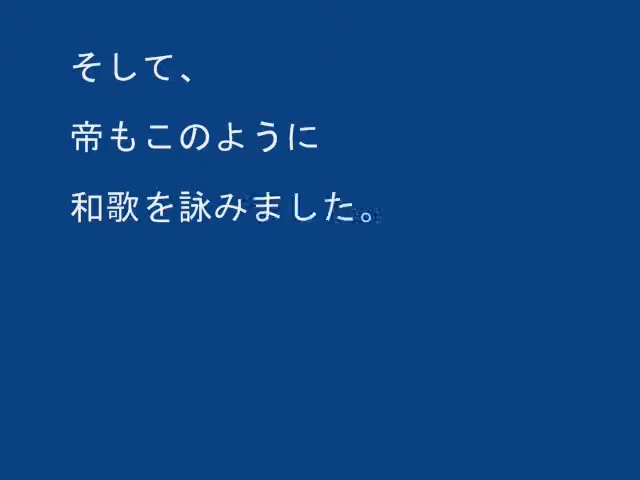 そして、
帝もこのように
和歌を詠みました。